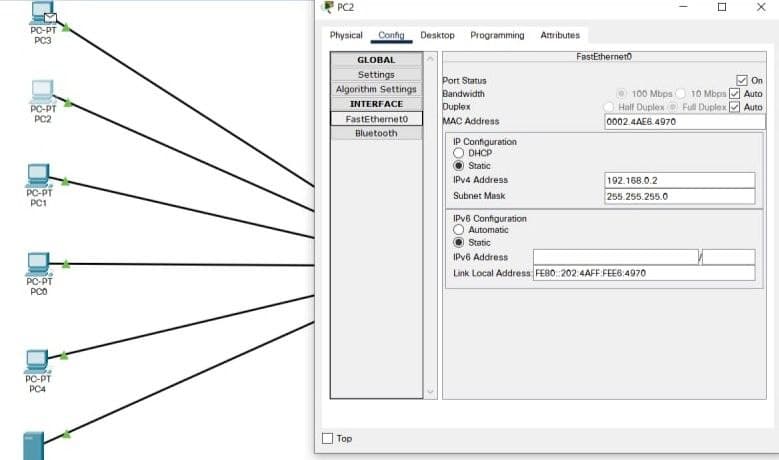 PC-PT
PC3
PC-PT
PC2
PC-PT
PC1
PC-PT
PC0
PC-PT
PC4
PC2
Physical Config Desktop Programming Attributes
GLOBAL
Settings
Algorithm Settings
INTERFACE
FastEthernet0
Bluetooth
FastEthernet0
Port Status On
Bandwidth 100 Mbps 10 Mbps Auto
Duplex Half Duplex Full Duplex Auto
MAC Address 0002.4AE6.4970
IP Configuration
DHCP
Static
IPv4 Address 192.168.0.2
Subnet Mask 255.255.255.0
IPv6 Configuration
Automatic
Static
IPv6 Address /
Link Local Address: FE80::202:4AFF:FEE6:4970
Top